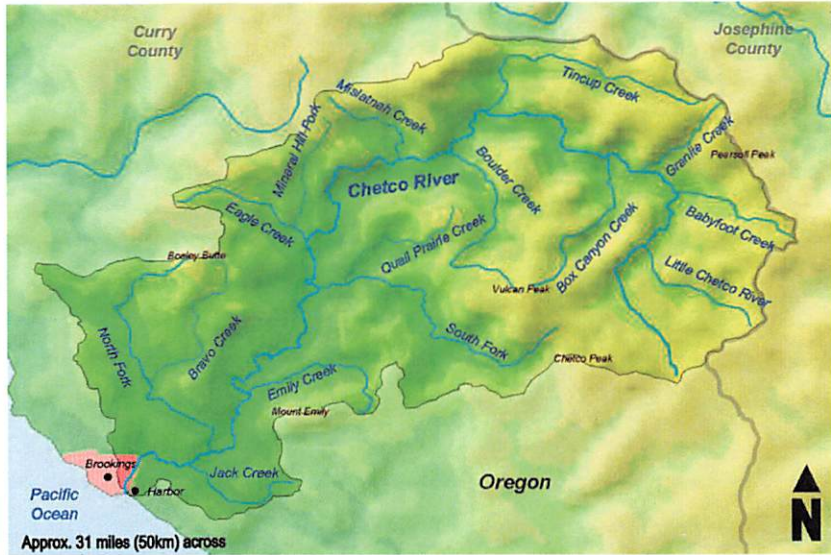 Curry
County
Josephine
County
Tincup Creek
Mislatnah Creek
Mineral Hill Fork
Granite Creek
Pearsoll Peak
Boulder Creek
Chetco River
Eagle Creek
Babyfoot Creek
Quail Prairie Creek
Box Canyon Creek
Bosley Butte
Little Chetco River
Vulcan Peak
North Fork
Bravo Creek
South Fork
Chetco Peak
Emily Creek
Mount Emily
Brookings
Jack Creek
Oregon
Harbor
Pacific
Ocean
N
Approx. 31 miles (50km) across